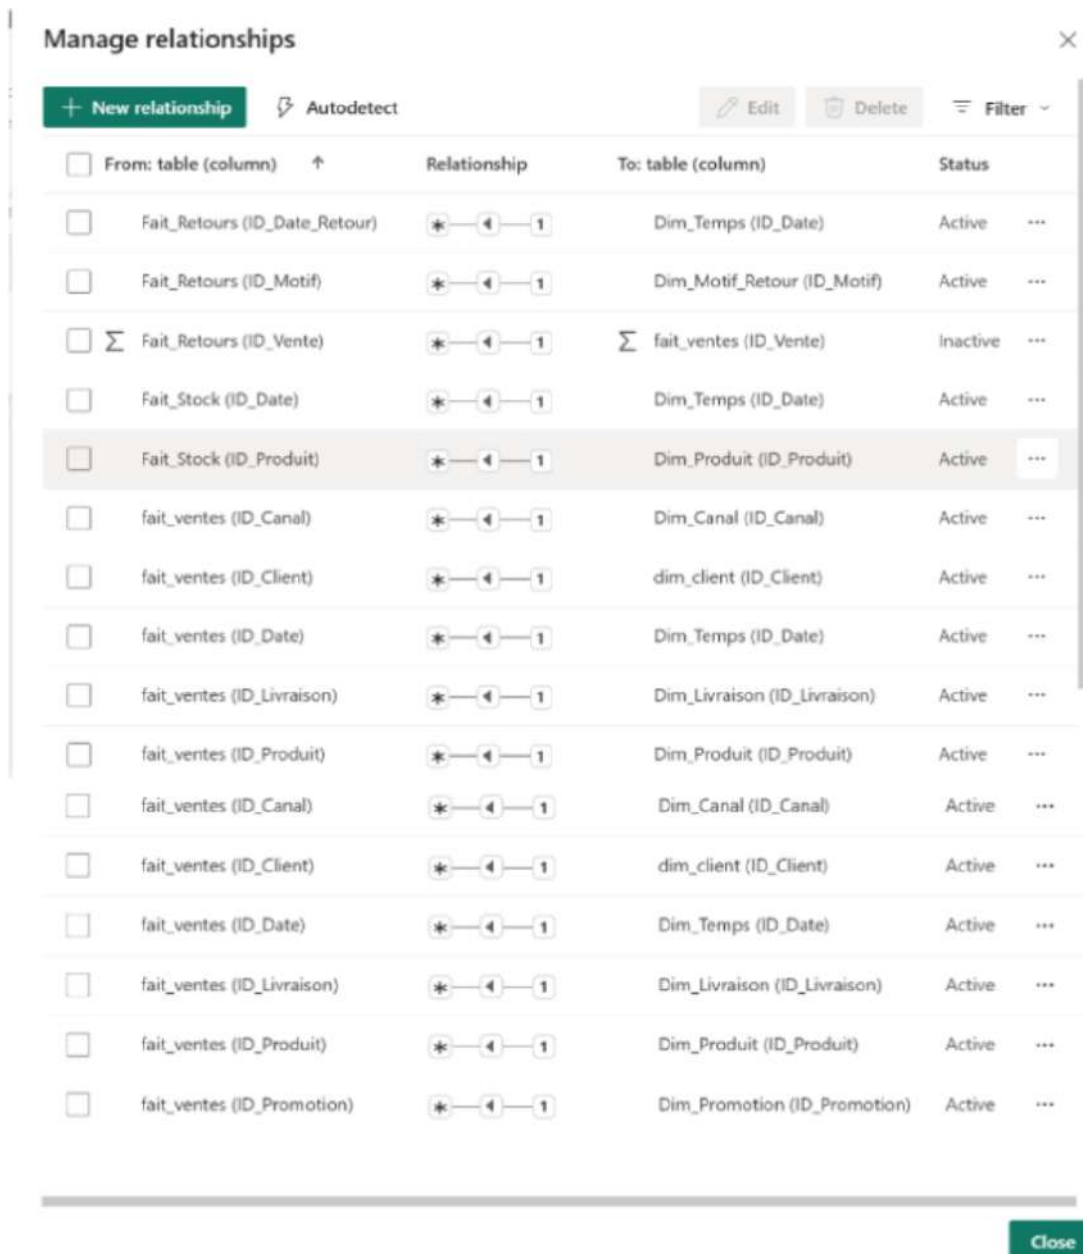 Manage relationships
New relationship Autodetect Edit Delete Filter
From: table (column) Relationship To: table (column) Status
Fait_Retours (ID_Date_Retour) * 1 Dim_Temps (ID_Date) Active ...
Fait_Retours (ID_Motif) * 1 Dim_Motif_Retour (ID_Motif) Active ...
Σ Fait_Retours (ID_Vente) * 1 Σ fait_ventes (ID_Vente) Inactive ...
Fait_Stock (ID_Date) * 1 Dim_Temps (ID_Date) Active ...
Fait_Stock (ID_Produit) * 1 Dim_Produit (ID_Produit) Active ...
fait_ventes (ID_Canal) * 1 Dim_Canal (ID_Canal) Active ...
fait_ventes (ID_Client) * 1 dim_client (ID_Client) Active ...
fait_ventes (ID_Date) * 1 Dim_Temps (ID_Date) Active ...
fait_ventes (ID_Livraison) * 1 Dim_Livraison (ID_Livraison) Active ...
fait_ventes (ID_Produit) * 1 Dim_Produit (ID_Produit) Active ...
fait_ventes (ID_Canal) * 1 Dim_Canal (ID_Canal) Active ...
fait_ventes (ID_Client) * 1 dim_client (ID_Client) Active ...
fait_ventes (ID_Date) * 1 Dim_Temps (ID_Date) Active ...
fait_ventes (ID_Livraison) * 1 Dim_Livraison (ID_Livraison) Active ...
fait_ventes (ID_Produit) * 1 Dim_Produit (ID_Produit) Active ...
fait_ventes (ID_Promotion) * 1 Dim_Promotion (ID_Promotion) Active ...
Close